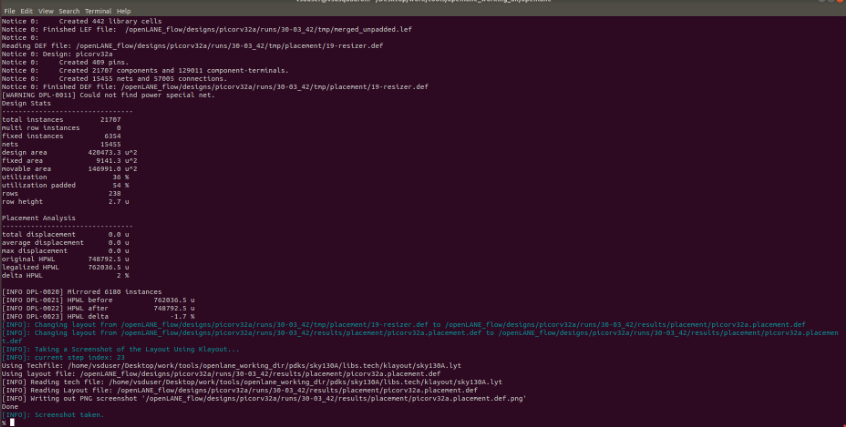 File Edit View Search Terminal Help
Notice 0:     Created 442 library cells
Notice 0: Finished LEF file:  /openLANE_flow/designs/picorv32a/runs/30-03_42/tmp/merged_unpadded.lef
Notice 0:
Reading DEF file: /openLANE_flow/designs/picorv32a/runs/30-03_42/tmp/placement/19-resizer.def
Notice 0: Design: picorv32a
Notice 0:     Created 409 pins.
Notice 0:     Created 21707 components and 129011 component-terminals.
Notice 0:     Created 15455 nets and 57005 connections.
Notice 0: Finished DEF file: /openLANE_flow/designs/picorv32a/runs/30-03_42/tmp/placement/19-resizer.def
[WARNING DPL-0011] Could not find power special net.
Design Stats
--------------------------------
total instances         21707
multi row instances         0
fixed instances          6354
nets                    15455
design area          420473.3 u^2
fixed area             9141.3 u^2
movable area         146991.0 u^2
utilization                36 %
utilization padded         54 %
rows                      238
row height                2.7 u
Placement Analysis
--------------------------------
total displacement        0.0 u
average displacement      0.0 u
max displacement          0.0 u
original HPWL        748792.5 u
legalized HPWL       762036.5 u
delta HPWL                  2 %
[INFO DPL-0020] Mirrored 6180 instances
[INFO DPL-0021] HPWL before          762036.5 u
[INFO DPL-0022] HPWL after           748792.5 u
[INFO DPL-0023] HPWL delta               -1.7 %
[INFO]: Changing layout from /openLANE_flow/designs/picorv32a/runs/30-03_42/tmp/placement/19-resizer.def to /openLANE_flow/designs/picorv32a/runs/30-03_42/results/placement/picorv32a.placement.def
[INFO]: Changing layout from /openLANE_flow/designs/picorv32a/runs/30-03_42/results/placement/picorv32a.placement.def to /openLANE_flow/designs/picorv32a/runs/30-03_42/results/placement/picorv32a.placemen
t.def
[INFO]: Taking a Screenshot of the Layout Using Klayout...
[INFO]: current step index: 23
Using Techfile: /home/vsduser/Desktop/work/tools/openlane_working_dir/pdks/sky130A/libs.tech/klayout/sky130A.lyt
Using layout file: /openLANE_flow/designs/picorv32a/runs/30-03_42/results/placement/picorv32a.placement.def
[INFO] Reading tech file: /home/vsduser/Desktop/work/tools/openlane_working_dir/pdks/sky130A/libs.tech/klayout/sky130A.lyt
[INFO] Reading Layout file: /openLANE_flow/designs/picorv32a/runs/30-03_42/results/placement/picorv32a.placement.def
[INFO] Writing out PNG screenshot '/openLANE_flow/designs/picorv32a/runs/30-03_42/results/placement/picorv32a.placement.def.png'
Done
[INFO]: Screenshot taken.
%